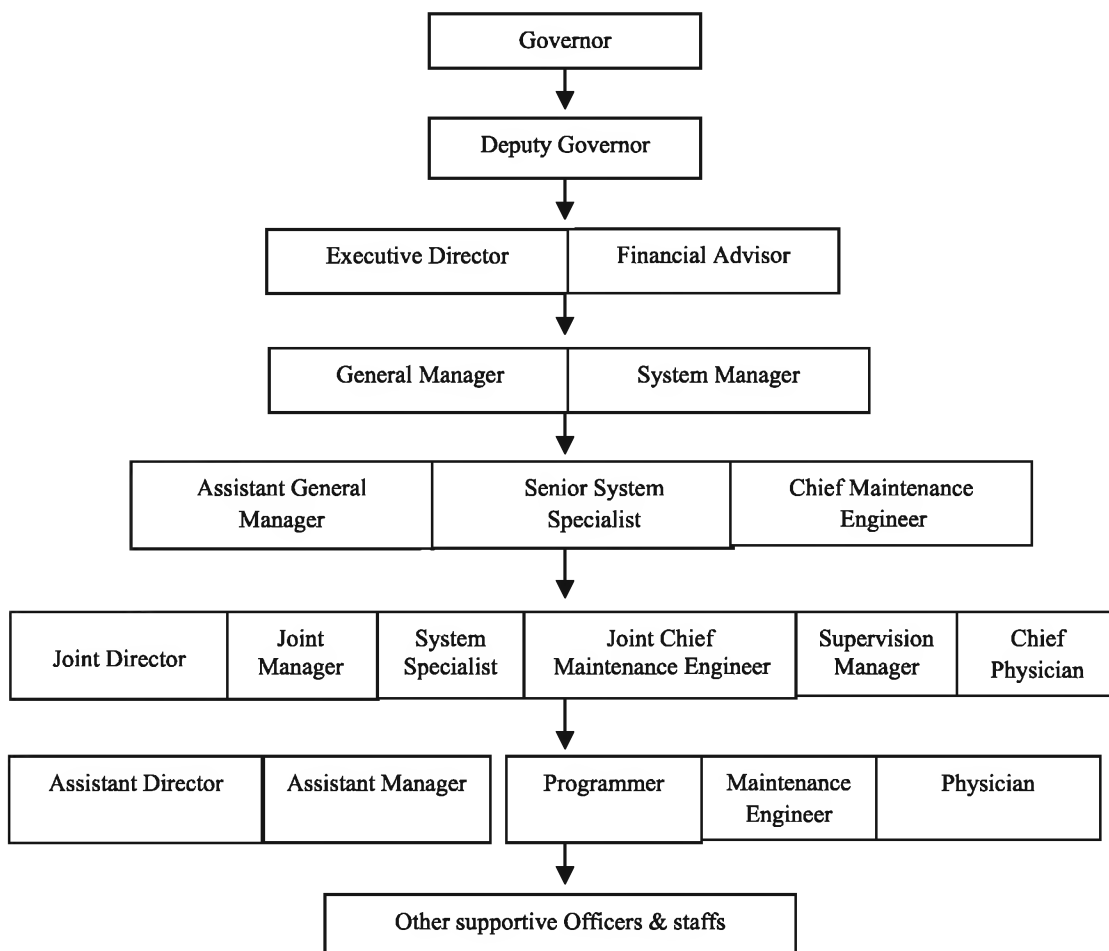 Governor
Deputy Governor
Executive Director
Financial Advisor
General Manager
System Manager
Assistant General
Manager
Senior System
Specialist
Chief Maintenance
Engineer
Joint Director
Joint
Manager
System
Specialist
Joint Chief
Maintenance Engineer
Supervision
Manager
Chief
Physician
Assistant Director
Assistant Manager
Programmer
Maintenance
Engineer
Physician
Other supportive Officers & staffs